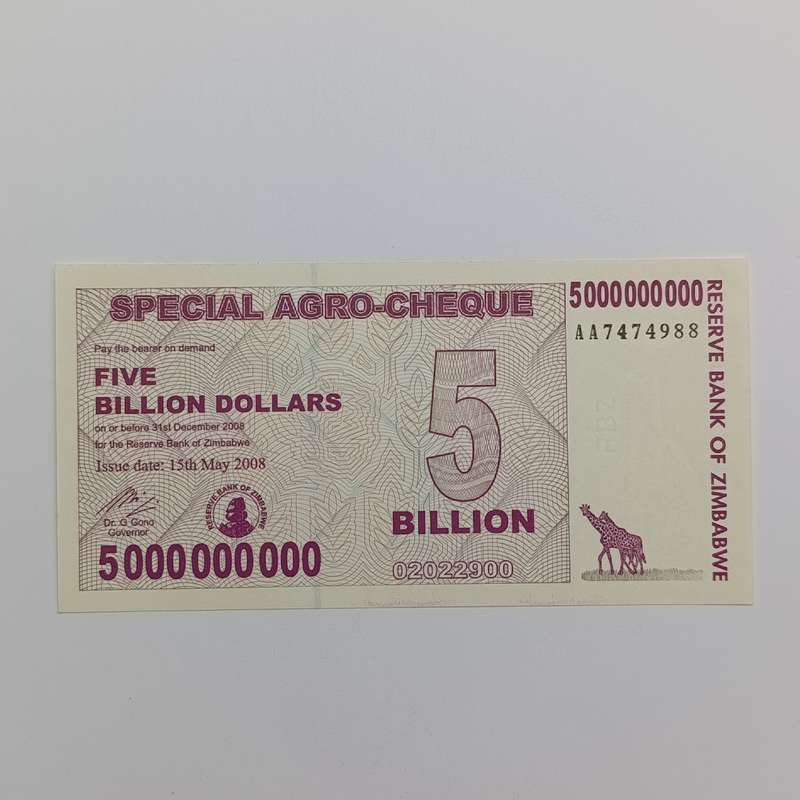 SPECIAL AGRO-CHEQUE
5000000000
AA7474988
Pay the bearer on demand
FIVE
BILLION DOLLARS
on or before 31st December 2008
for the Reserve Bank of Zimbabwe
Issue date: 15th May 2008
Dr. G Gono
Governor
RESERVE BANK OF ZIMBABWE
5000000000
5
BILLION
02022900
RBZ
RESERVE BANK OF ZIMBABWE